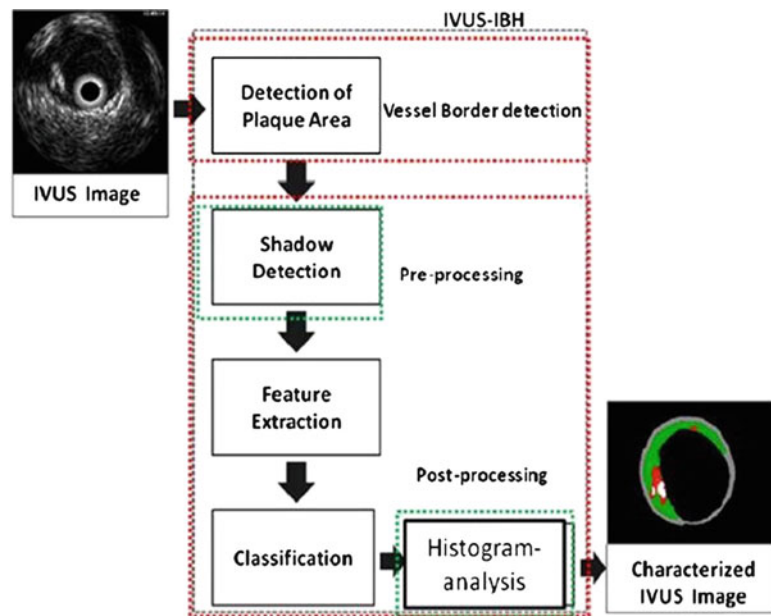 IVUS-IBH
IVUS Image
Detection of
Plaque Area
Vessel Border detection
Shadow
Detection
Pre-processing
Feature
Extraction
Post-processing
Classification
Histogram-
analysis
Characterized
IVUS Image